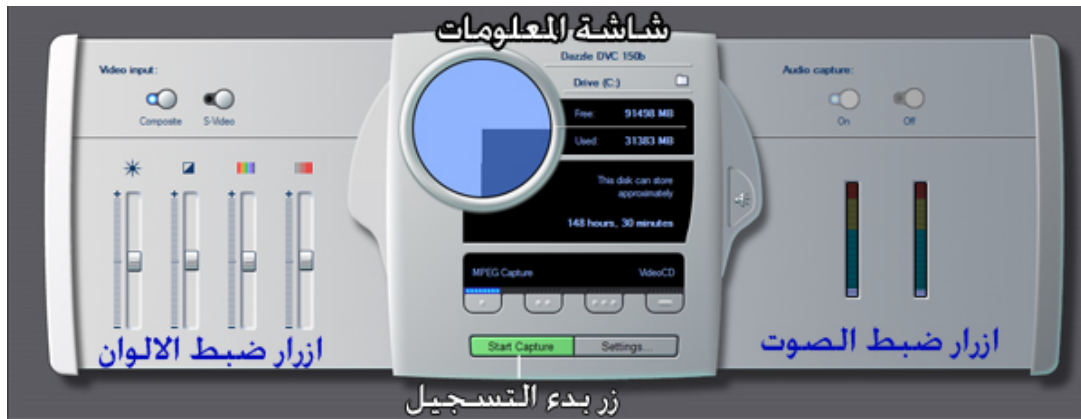 شاشة المعلومات
Dazzle DVC 150b
Video input:
Composite
S-Video
Drive (C:)
Free: 91498 MB
Used: 31383 MB
This disk can store
approximately
148 hours, 30 minutes
MPEG Capture VideoCD
Start Capture Settings...
Audio capture:
On
Off
ازرار ضبط الالوان
ازرار ضبط الصوت
زر بدء التسجيل